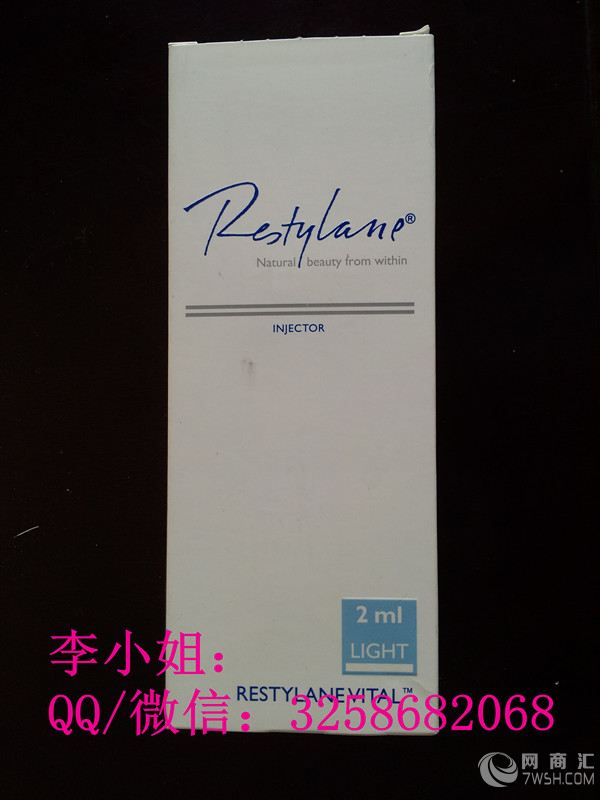 Restylane®
Natural beauty from within
INJECTOR
2 ml
LIGHT
李小姐:
RESTYLANE VITAL™
QQ/微信: 3258682068
网商汇
7WSH.COM